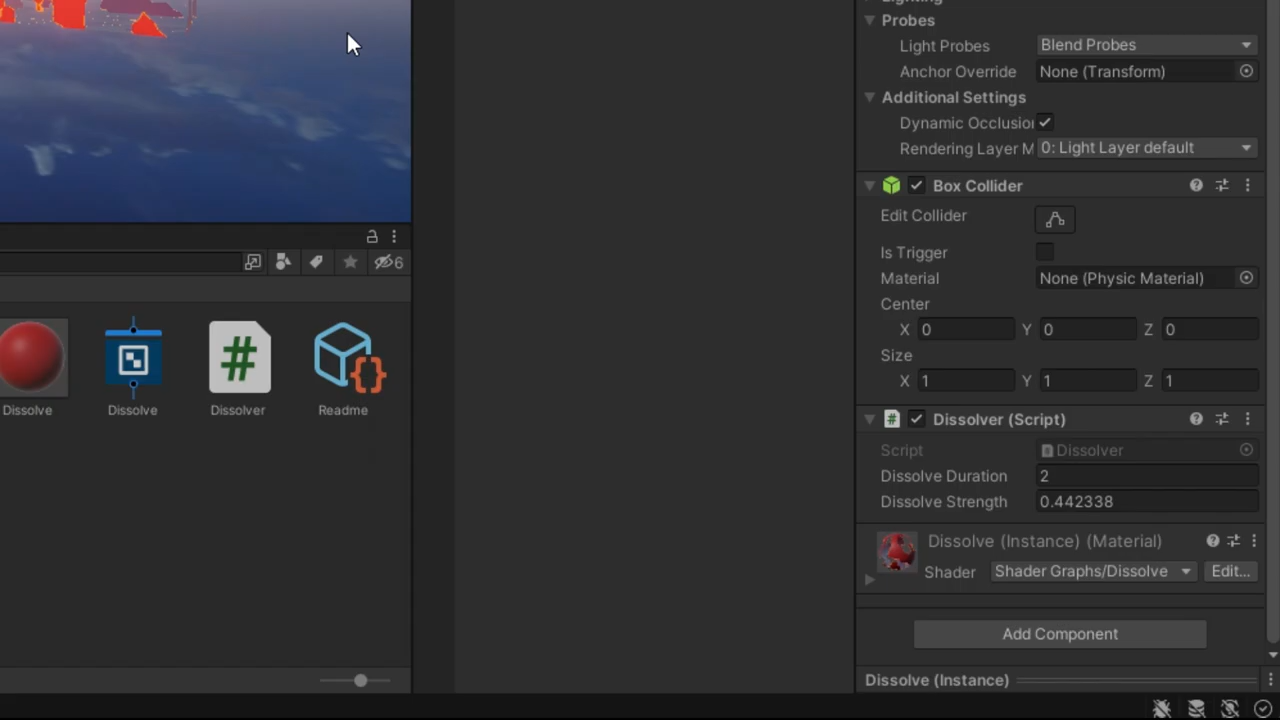 Probes
Light Probes Blend Probes
Anchor Override None (Transform)
Additional Settings
Dynamic Occlusion
Rendering Layer M 0: Light Layer default
Box Collider
Edit Collider
6
Is Trigger
Material None (Physic Material)
Center
X 0 Y 0 Z 0
Size
X 1 Y 1 Z 1
Dissolve Dissolve Dissolver Readme
# Dissolver (Script)
Script Dissolver
Dissolve Duration 2
Dissolve Strength 0.442338
Dissolve (Instance) (Material)
Shader Shader Graphs/Dissolve Edit...
Add Component
Dissolve (Instance)